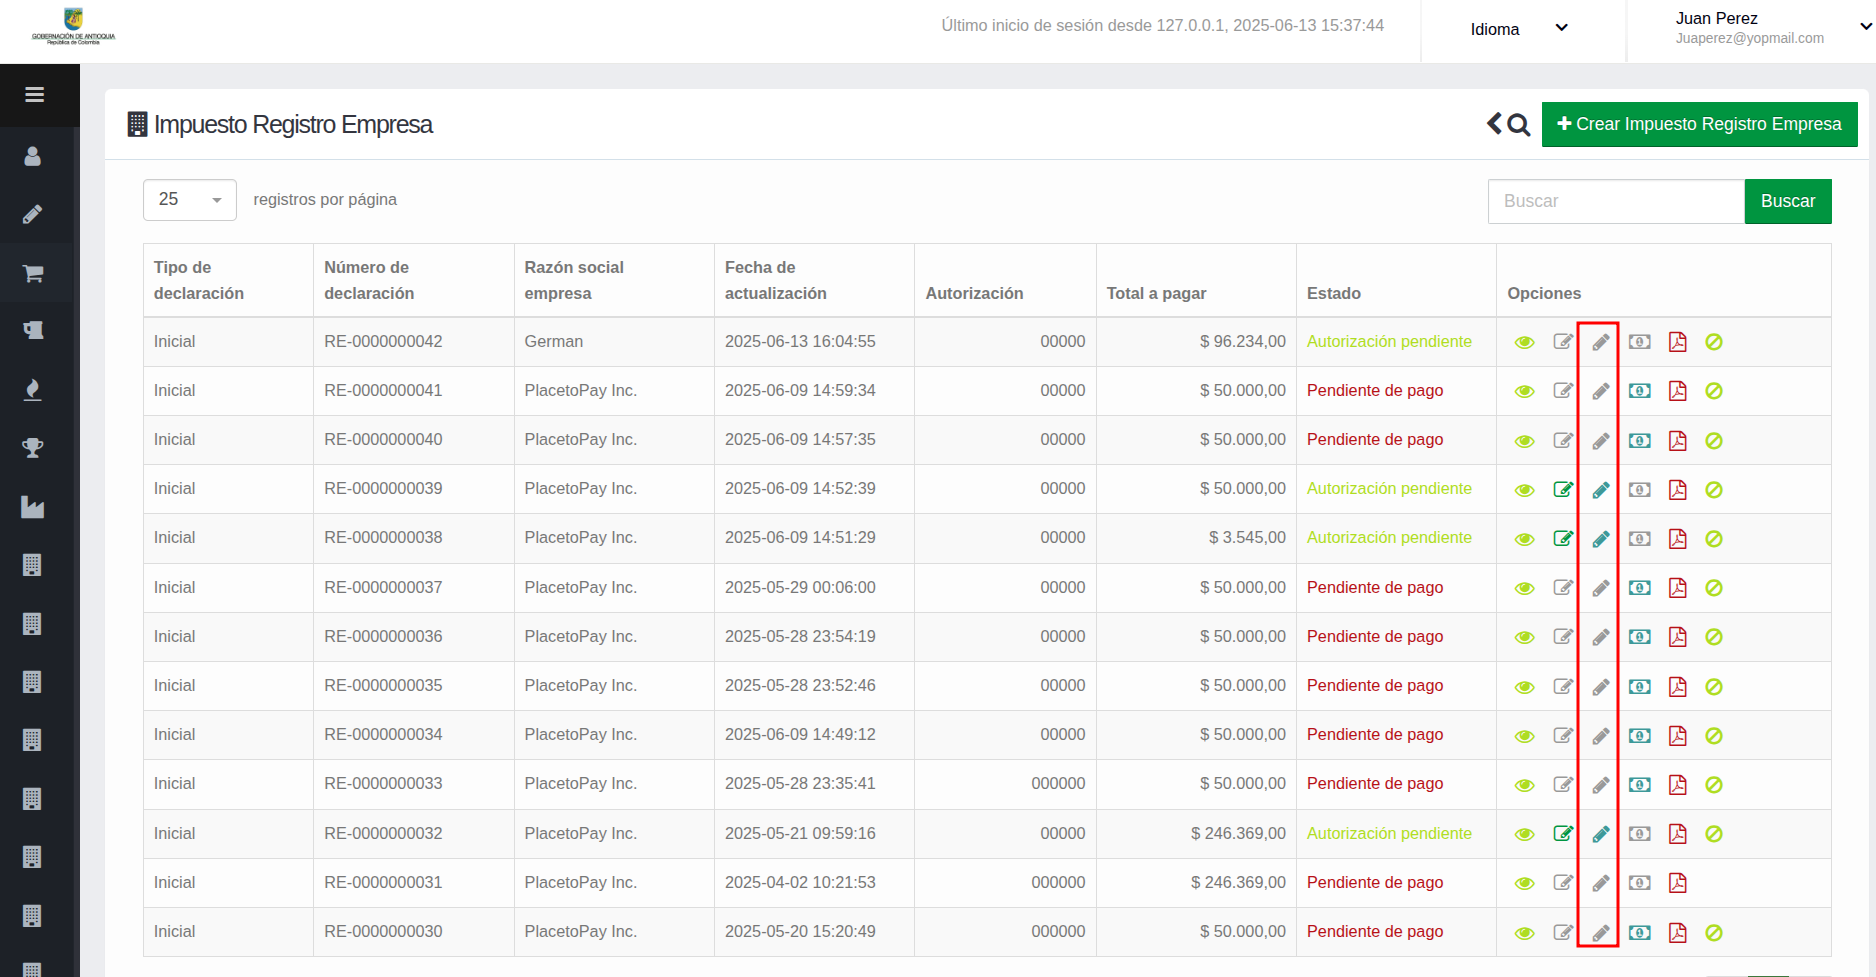 GOBERNACIÓN DE ANTIOQUIA
República de Colombia
Último inicio de sesión desde 127.0.0.1, 2025-06-13 15:37:44
Idioma
Juan Perez
Juaperez@yopmail.com
Impuesto Registro Empresa
Crear Impuesto Registro Empresa
25 registros por página
Buscar Buscar
Tipo de declaración Número de declaración Razón social empresa Fecha de actualización Autorización Total a pagar Estado Opciones
Inicial RE-0000000042 German 2025-06-13 16:04:55 00000 $ 96.234,00 Autorización pendiente
Inicial RE-0000000041 PlacetoPay Inc. 2025-06-09 14:59:34 00000 $ 50.000,00 Pendiente de pago
Inicial RE-0000000040 PlacetoPay Inc. 2025-06-09 14:57:35 00000 $ 50.000,00 Pendiente de pago
Inicial RE-0000000039 PlacetoPay Inc. 2025-06-09 14:52:39 00000 $ 50.000,00 Autorización pendiente
Inicial RE-0000000038 PlacetoPay Inc. 2025-06-09 14:51:29 00000 $ 3.545,00 Autorización pendiente
Inicial RE-0000000037 PlacetoPay Inc. 2025-05-29 00:06:00 00000 $ 50.000,00 Pendiente de pago
Inicial RE-0000000036 PlacetoPay Inc. 2025-05-28 23:54:19 00000 $ 50.000,00 Pendiente de pago
Inicial RE-0000000035 PlacetoPay Inc. 2025-05-28 23:52:46 00000 $ 50.000,00 Pendiente de pago
Inicial RE-0000000034 PlacetoPay Inc. 2025-06-09 14:49:12 00000 $ 50.000,00 Pendiente de pago
Inicial RE-0000000033 PlacetoPay Inc. 2025-05-28 23:35:41 000000 $ 50.000,00 Pendiente de pago
Inicial RE-0000000032 PlacetoPay Inc. 2025-05-21 09:59:16 00000 $ 246.369,00 Autorización pendiente
Inicial RE-0000000031 PlacetoPay Inc. 2025-04-02 10:21:53 000000 $ 246.369,00 Pendiente de pago
Inicial RE-0000000030 PlacetoPay Inc. 2025-05-20 15:20:49 000000 $ 50.000,00 Pendiente de pago